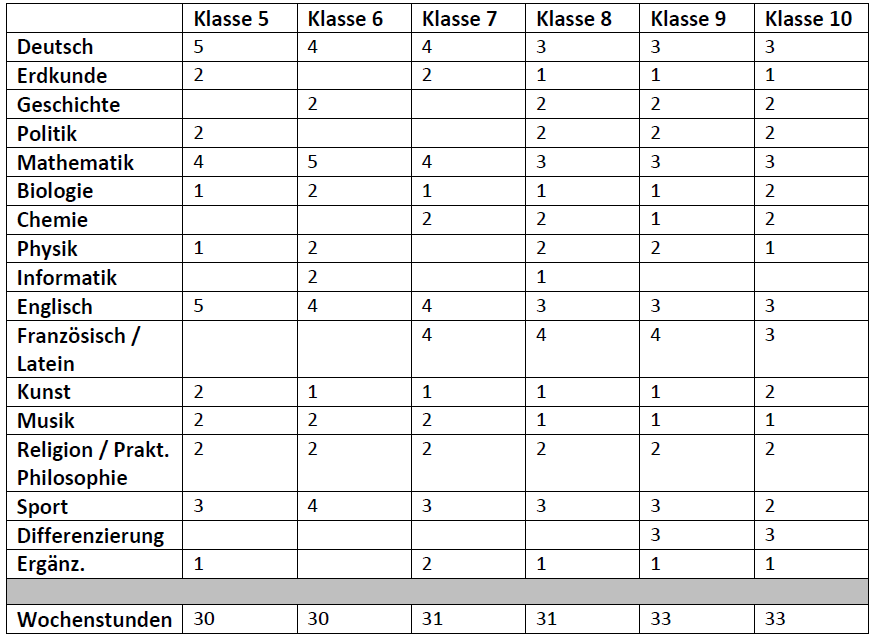 Klasse 5 Klasse 6 Klasse 7 Klasse 8 Klasse 9 Klasse 10
Deutsch 5 4 4 3 3 3
Erdkunde 2 2 1 1 1
Geschichte 2 2 2 2
Politik 2 2 2 2
Mathematik 4 5 4 3 3 3
Biologie 1 2 1 1 1 2
Chemie 2 2 1 2
Physik 1 2 2 2 1
Informatik 2 1
Englisch 5 4 4 3 3 3
Französisch / 4 4 4 3
Latein
Kunst 2 1 1 1 1 2
Musik 2 2 2 1 1 1
Religion / Prakt. 2 2 2 2 2 2
Philosophie
Sport 3 4 3 3 3 2
Differenzierung 3 3
Ergänz. 1 2 1 1 1
Wochenstunden 30 30 31 31 33 33